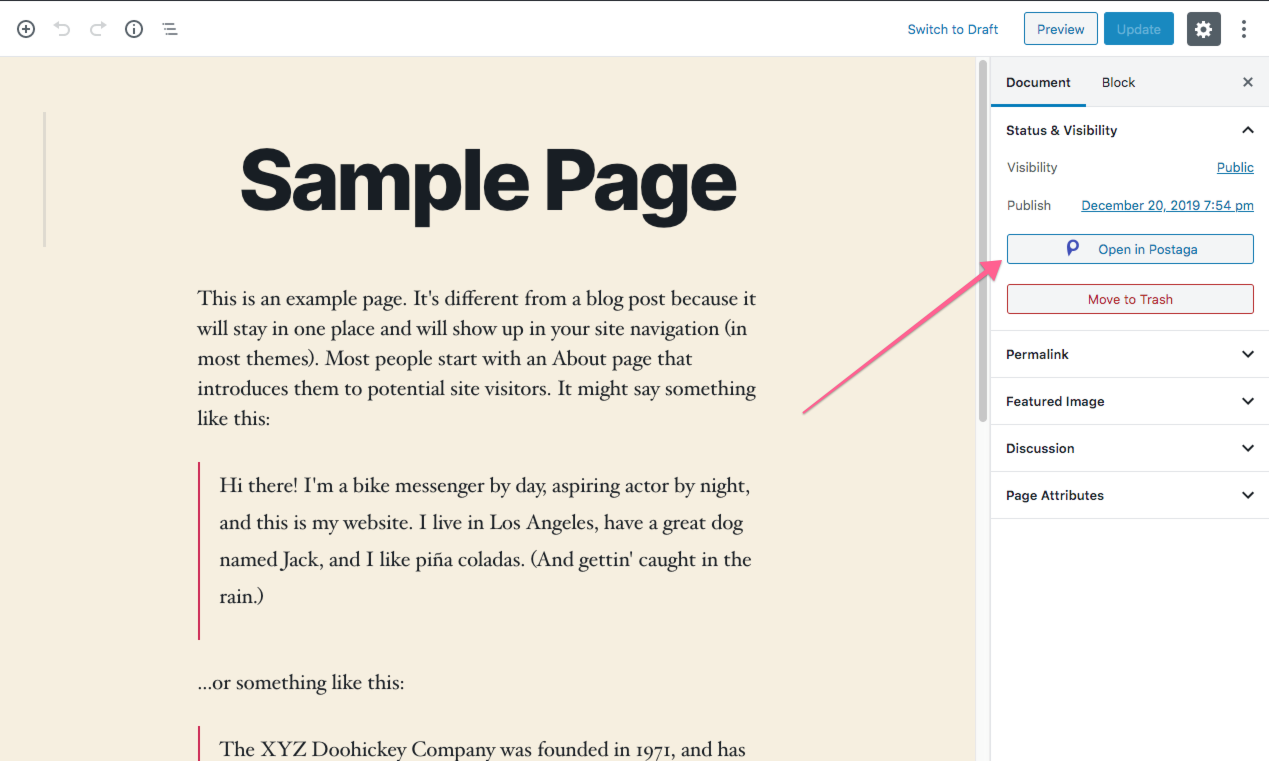 Switch to Draft
Preview
Update
Document
Block
Status & Visibility
Visibility
Public
Publish
December 20, 2019 7:54 pm
Open in Postaga
Move to Trash
Permalink
Featured Image
Discussion
Page Attributes
Sample Page
This is an example page. It's different from a blog post because it
will stay in one place and will show up in your site navigation (in
most themes). Most people start with an About page that
introduces them to potential site visitors. It might say something
like this:
Hi there! I'm a bike messenger by day, aspiring actor by night,
and this is my website. I live in Los Angeles, have a great dog
named Jack, and I like piña coladas. (And gettin' caught in the
rain.)
...or something like this:
The XYZ Doohickey Company was founded in 1971, and has